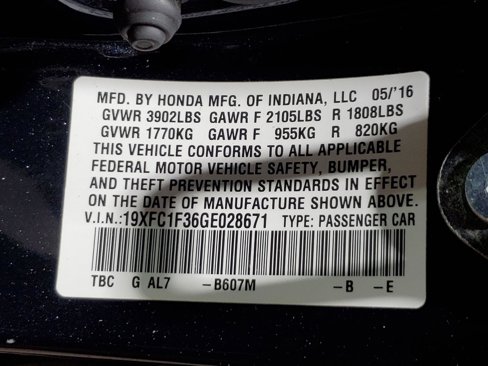 MFD. BY HONDA MFG. OF INDIANA, LLC 05/'16
GVWR 3902LBS GAWR F 2105LBS R 1808LBS
GVWR 1770KG GAWR F 955KG R 820KG
THIS VEHICLE CONFORMS TO ALL APPLICABLE
FEDERAL MOTOR VEHICLE SAFETY, BUMPER,
AND THEFT PREVENTION STANDARDS IN EFFECT
ON THE DATE OF MANUFACTURE SHOWN ABOVE.
V.I.N.:19XFC1F36GE028671 TYPE: PASSENGER CAR
TBC G AL7 -B607M -B -E